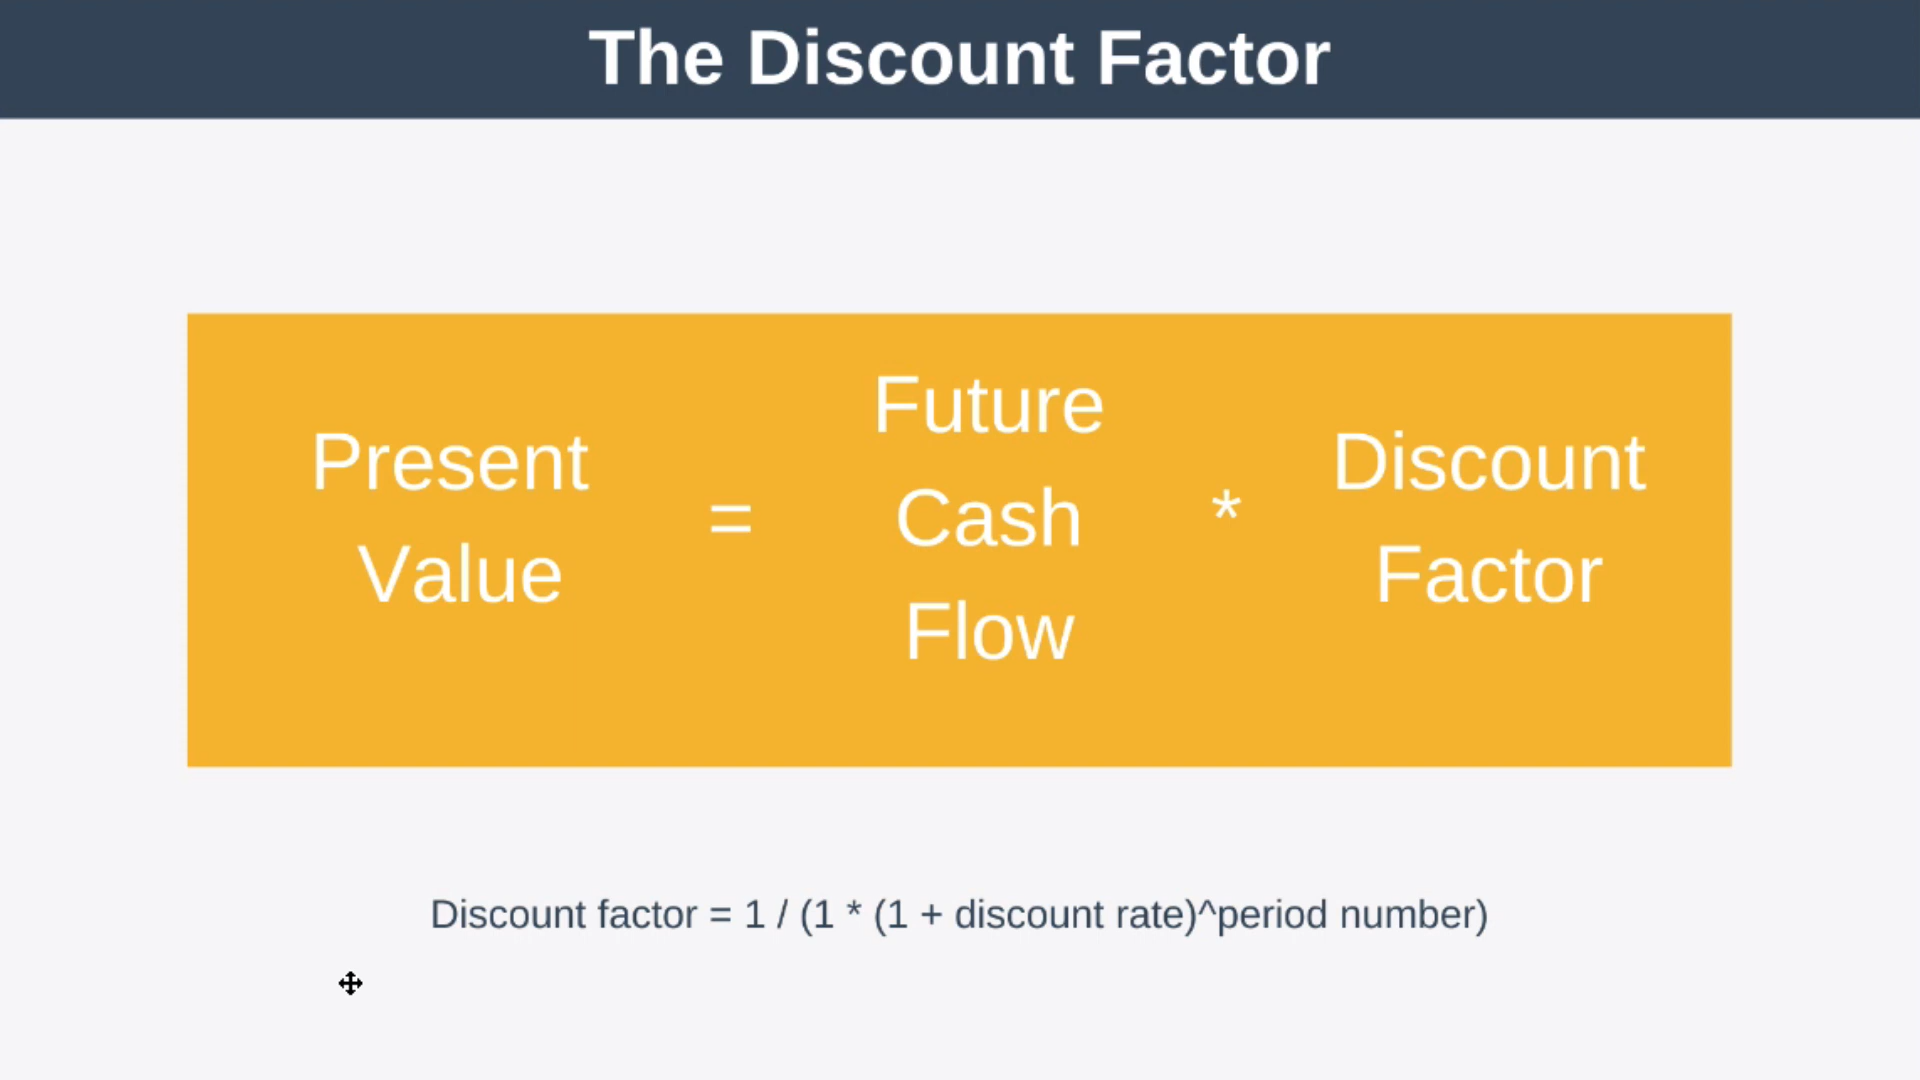 The Discount Factor
Present
Value
=
Future
Cash
Flow
*
Discount
Factor
Discount factor = 1 / (1 * (1 + discount rate)^period number)